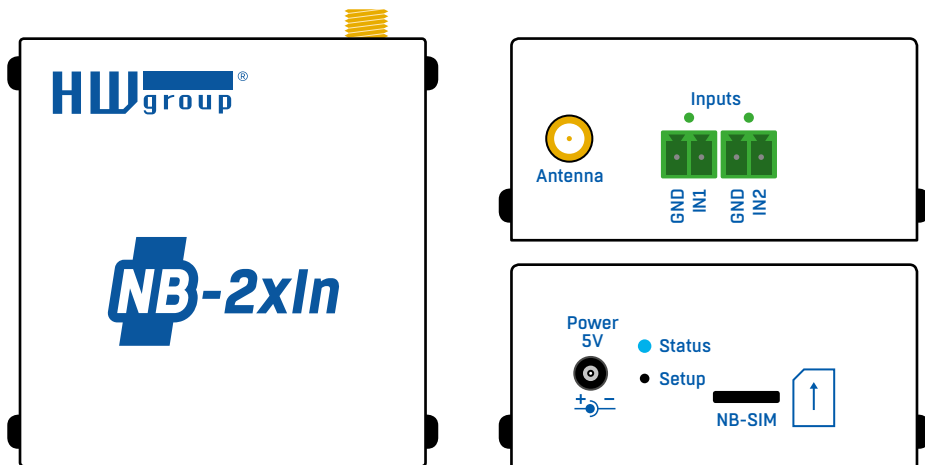 HW group ®
NB-2xIn
Inputs
Antenna
GND
IN1
GND
IN2
Power
5V
Status
Setup
+ −
NB-SIM